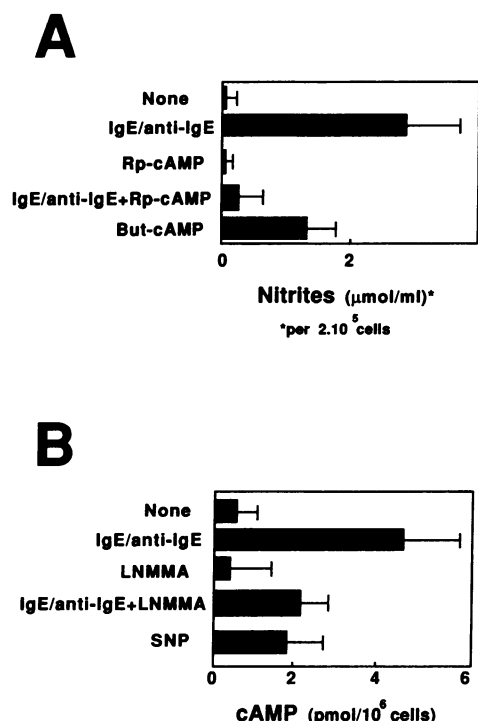 A
None
IgE/anti-IgE
Rp-cAMP
IgE/anti-IgE+Rp-cAMP
But-cAMP
0 2
Nitrites (μmol/ml)*
*per 2.10⁵cells
B
None
IgE/anti-IgE
LNMMA
IgE/anti-IgE+LNMMA
SNP
0 2 4 6
cAMP (pmol/10⁶ cells)